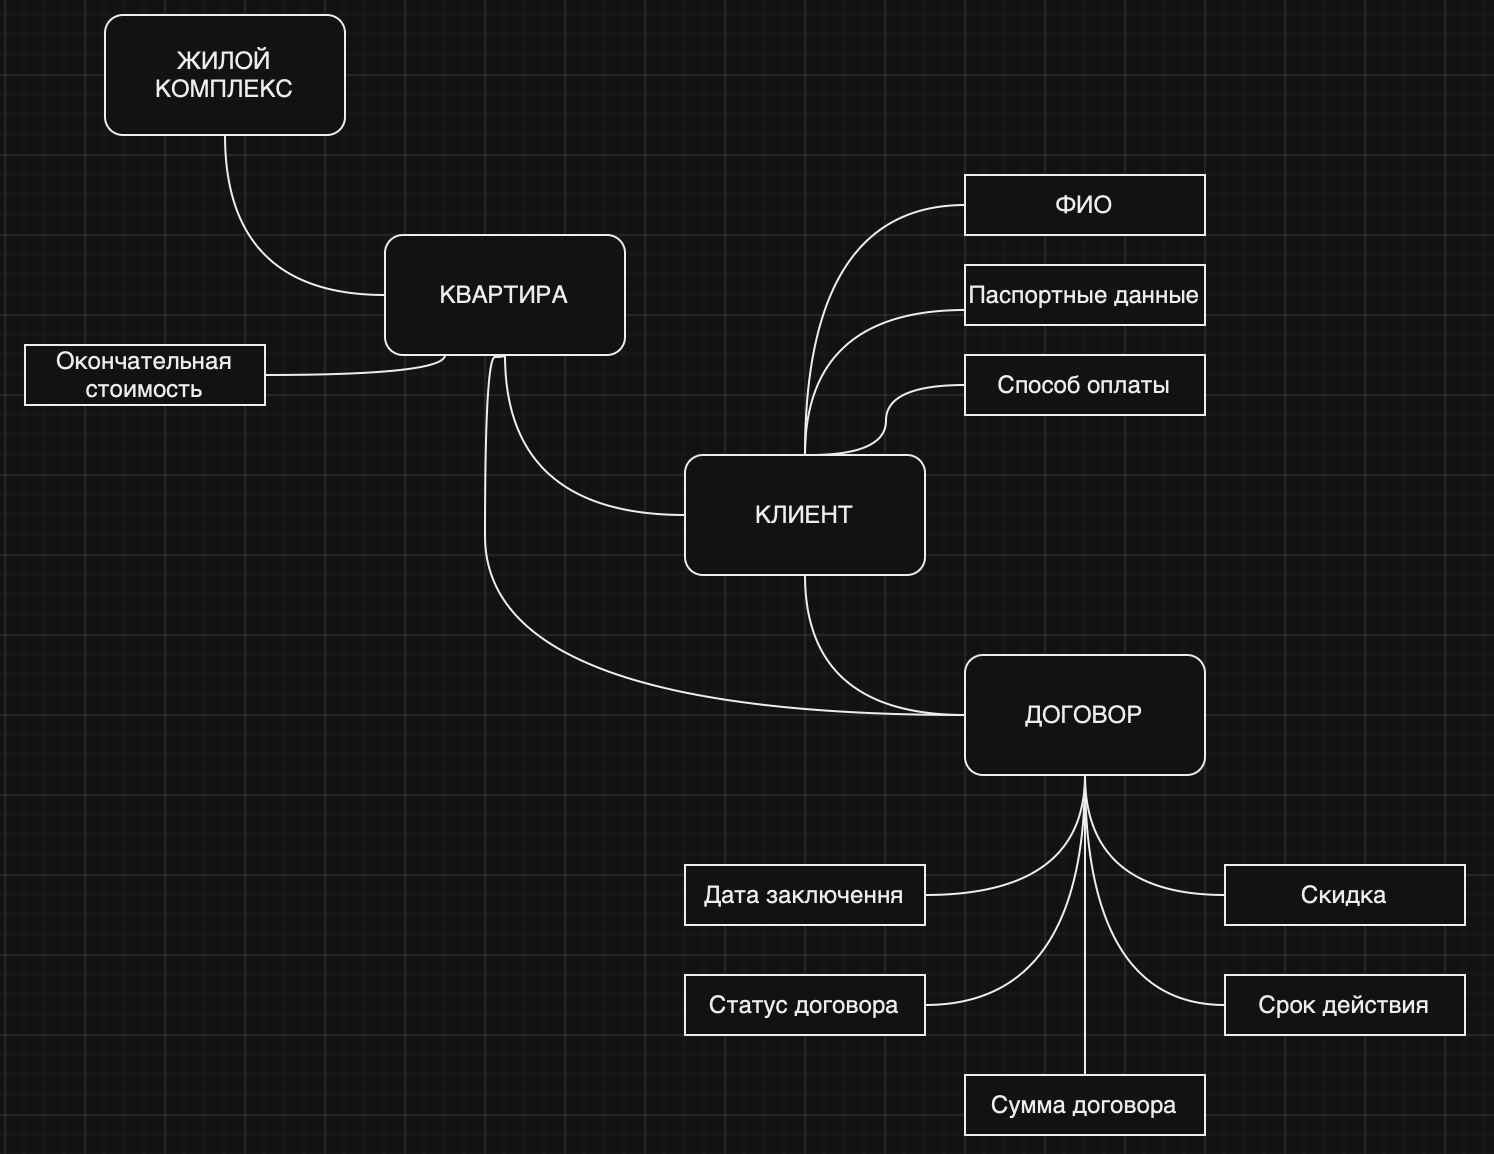 ЖИЛОЙ
КОМПЛЕКС
ФИО
КВАРТИРА
Паспортные данные
Окончательная
стоимость
Способ оплаты
КЛИЕНТ
ДОГОВОР
Дата заключення
Скидка
Статус договора
Срок действия
Сумма договора